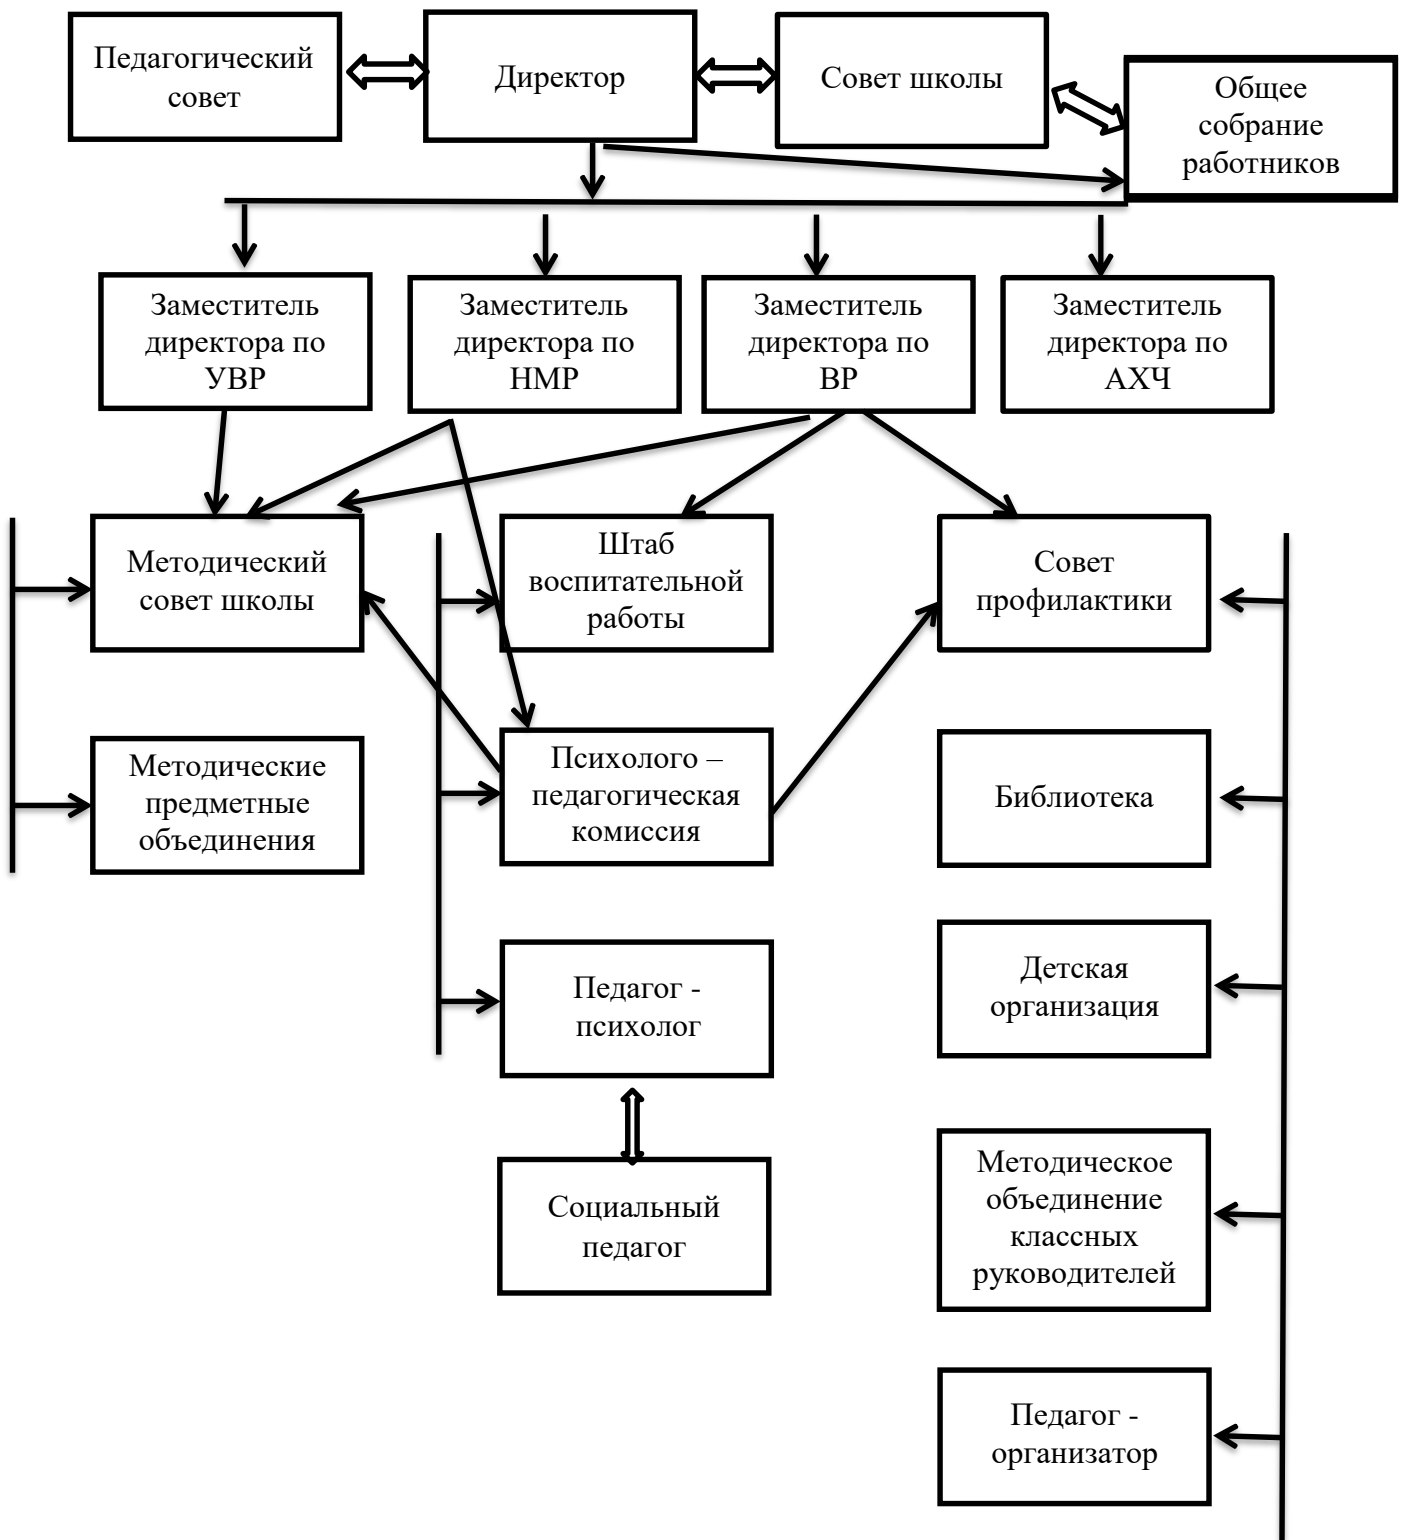 Педагогический
совет
Директор
Совет школы
Общее
собрание
работников
Заместитель
директора по
УВР
Заместитель
директора по
НМР
Заместитель
директора по
ВР
Заместитель
директора по
АХЧ
Методический
совет школы
Штаб
воспитательной
работы
Совет
профилактики
Методические
предметные
объединения
Психолого –
педагогическая
комиссия
Библиотека
Педагог -
психолог
Детская
организация
Социальный
педагог
Методическое
объединение
классных
руководителей
Педагог -
организатор